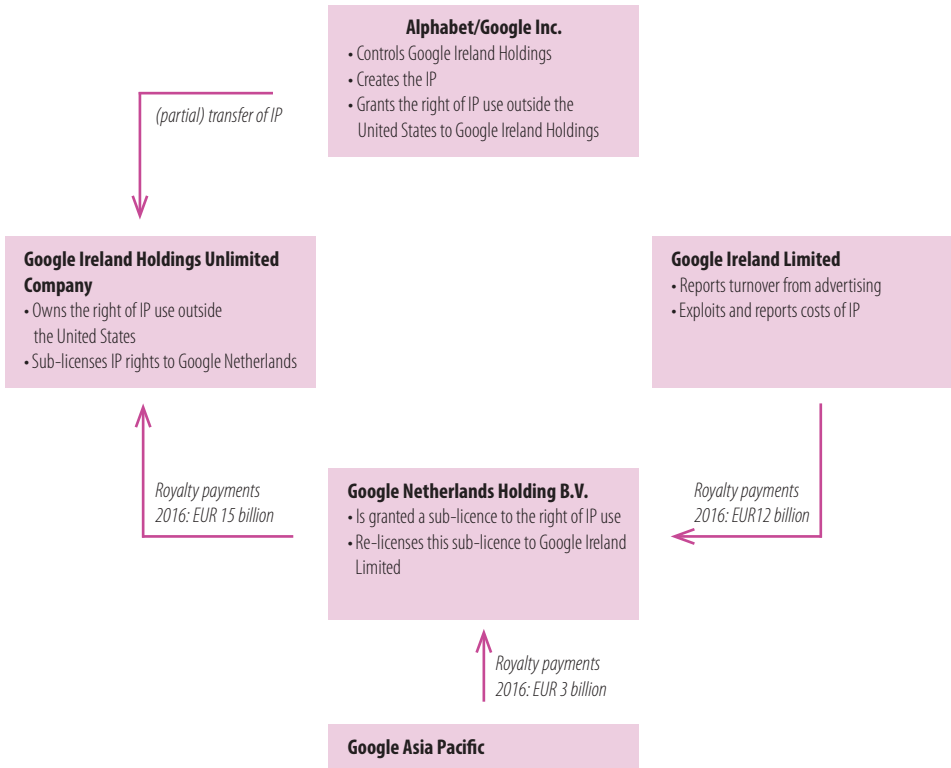 Alphabet/Google Inc.
• Controls Google Ireland Holdings
• Creates the IP
• Grants the right of IP use outside the
United States to Google Ireland Holdings
(partial) transfer of IP
Google Ireland Holdings Unlimited
Company
• Owns the right of IP use outside
the United States
• Sub-licenses IP rights to Google Netherlands
Google Ireland Limited
• Reports turnover from advertising
• Exploits and reports costs of IP
Royalty payments
2016: EUR 15 billion
Google Netherlands Holding B.V.
• Is granted a sub-licence to the right of IP use
• Re-licenses this sub-licence to Google Ireland
Limited
Royalty payments
2016: EUR12 billion
Royalty payments
2016: EUR 3 billion
Google Asia Pacific